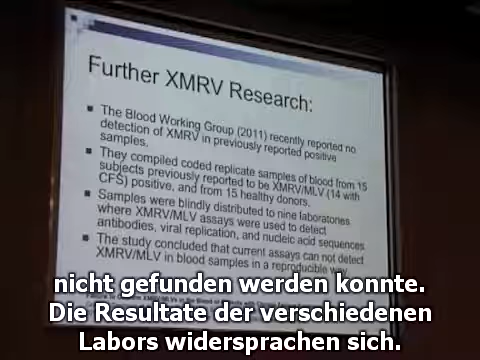 Further XMRV Research:
The Blood Working Group (2011) recently reported no
detection of XMRV in previously reported positive
samples.
They compiled coded replicate samples of blood from 15
subjects previously reported to be XMRV/MLV (14 with
CFS) positive, and from 15 healthy donors.
Samples were blindly distributed to nine laboratories
where XMRV/MLV assays were used to detect
antibodies, viral replication, and nucleic acid sequences
The study concluded that current assays can not detect
XMRV/MLV in blood samples in a reproducible way
nicht gefunden werden konnte.
Die Resultate der verschiedenen
Labors widersprachen sich.